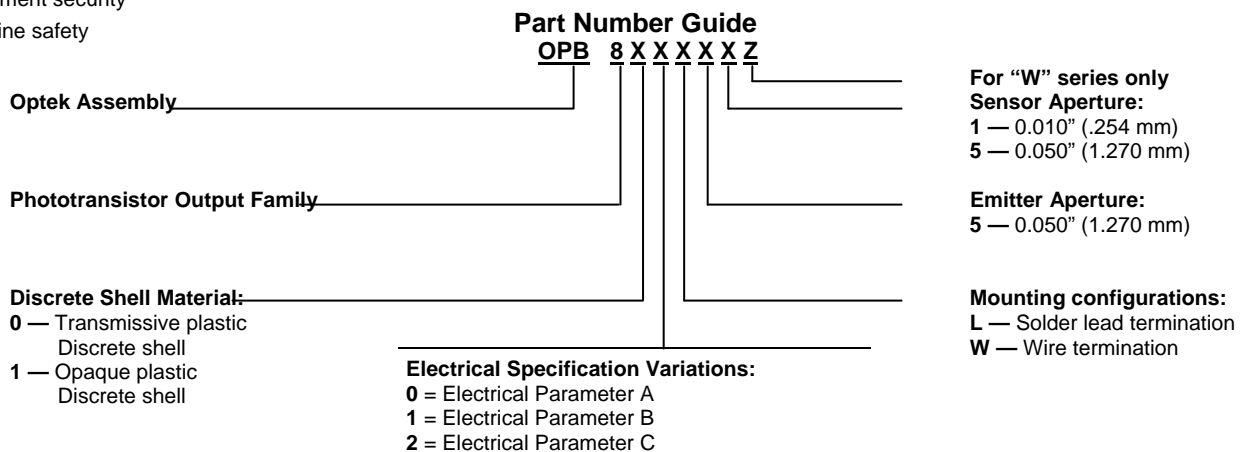 ment security
ine safety
Part Number Guide
OPB 8 X X X X X Z
For “W” series only
Optek Assembly
Sensor Aperture:
1 — 0.010” (.254 mm)
5 — 0.050” (1.270 mm)
Phototransistor Output Family
Emitter Aperture:
5 — 0.050” (1.270 mm)
Discrete Shell Material:
0 — Transmissive plastic
Discrete shell
1 — Opaque plastic
Discrete shell
Mounting configurations:
L — Solder lead termination
W — Wire termination
Electrical Specification Variations:
0 = Electrical Parameter A
1 = Electrical Parameter B
2 = Electrical Parameter C